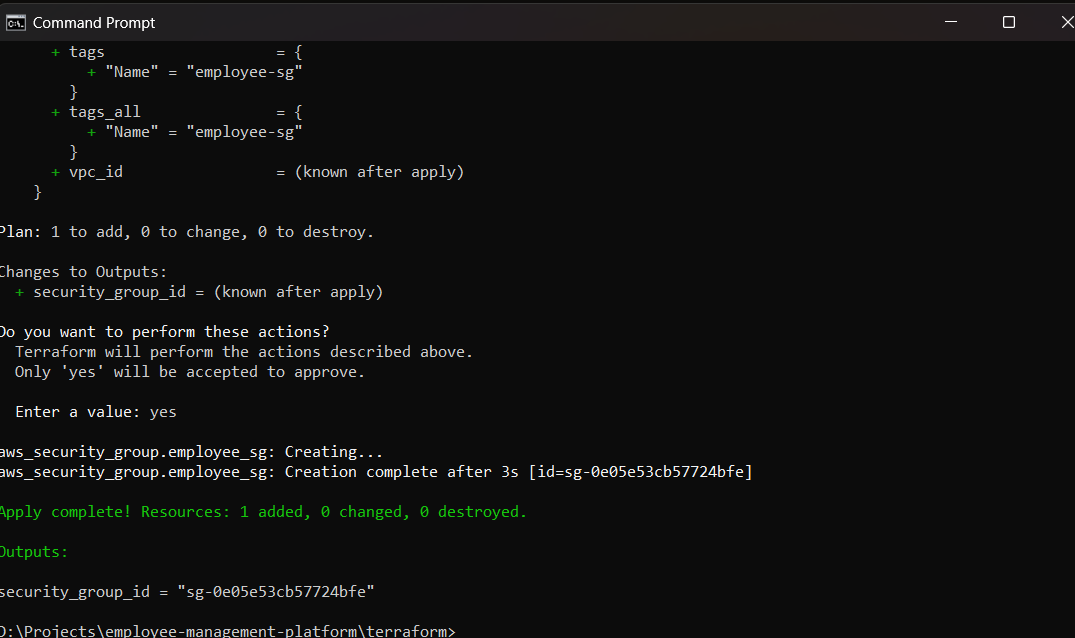 Command Prompt
+ tags = {
+ "Name" = "employee-sg"
}
+ tags_all = {
+ "Name" = "employee-sg"
}
+ vpc_id = (known after apply)
}
Plan: 1 to add, 0 to change, 0 to destroy.
Changes to Outputs:
+ security_group_id = (known after apply)
Do you want to perform these actions?
Terraform will perform the actions described above.
Only 'yes' will be accepted to approve.
Enter a value: yes
aws_security_group.employee_sg: Creating...
aws_security_group.employee_sg: Creation complete after 3s [id=sg-0e05e53cb57724bfe]
Apply complete! Resources: 1 added, 0 changed, 0 destroyed.
Outputs:
security_group_id = "sg-0e05e53cb57724bfe"
D:\Projects\employee-management-platform\terraform>